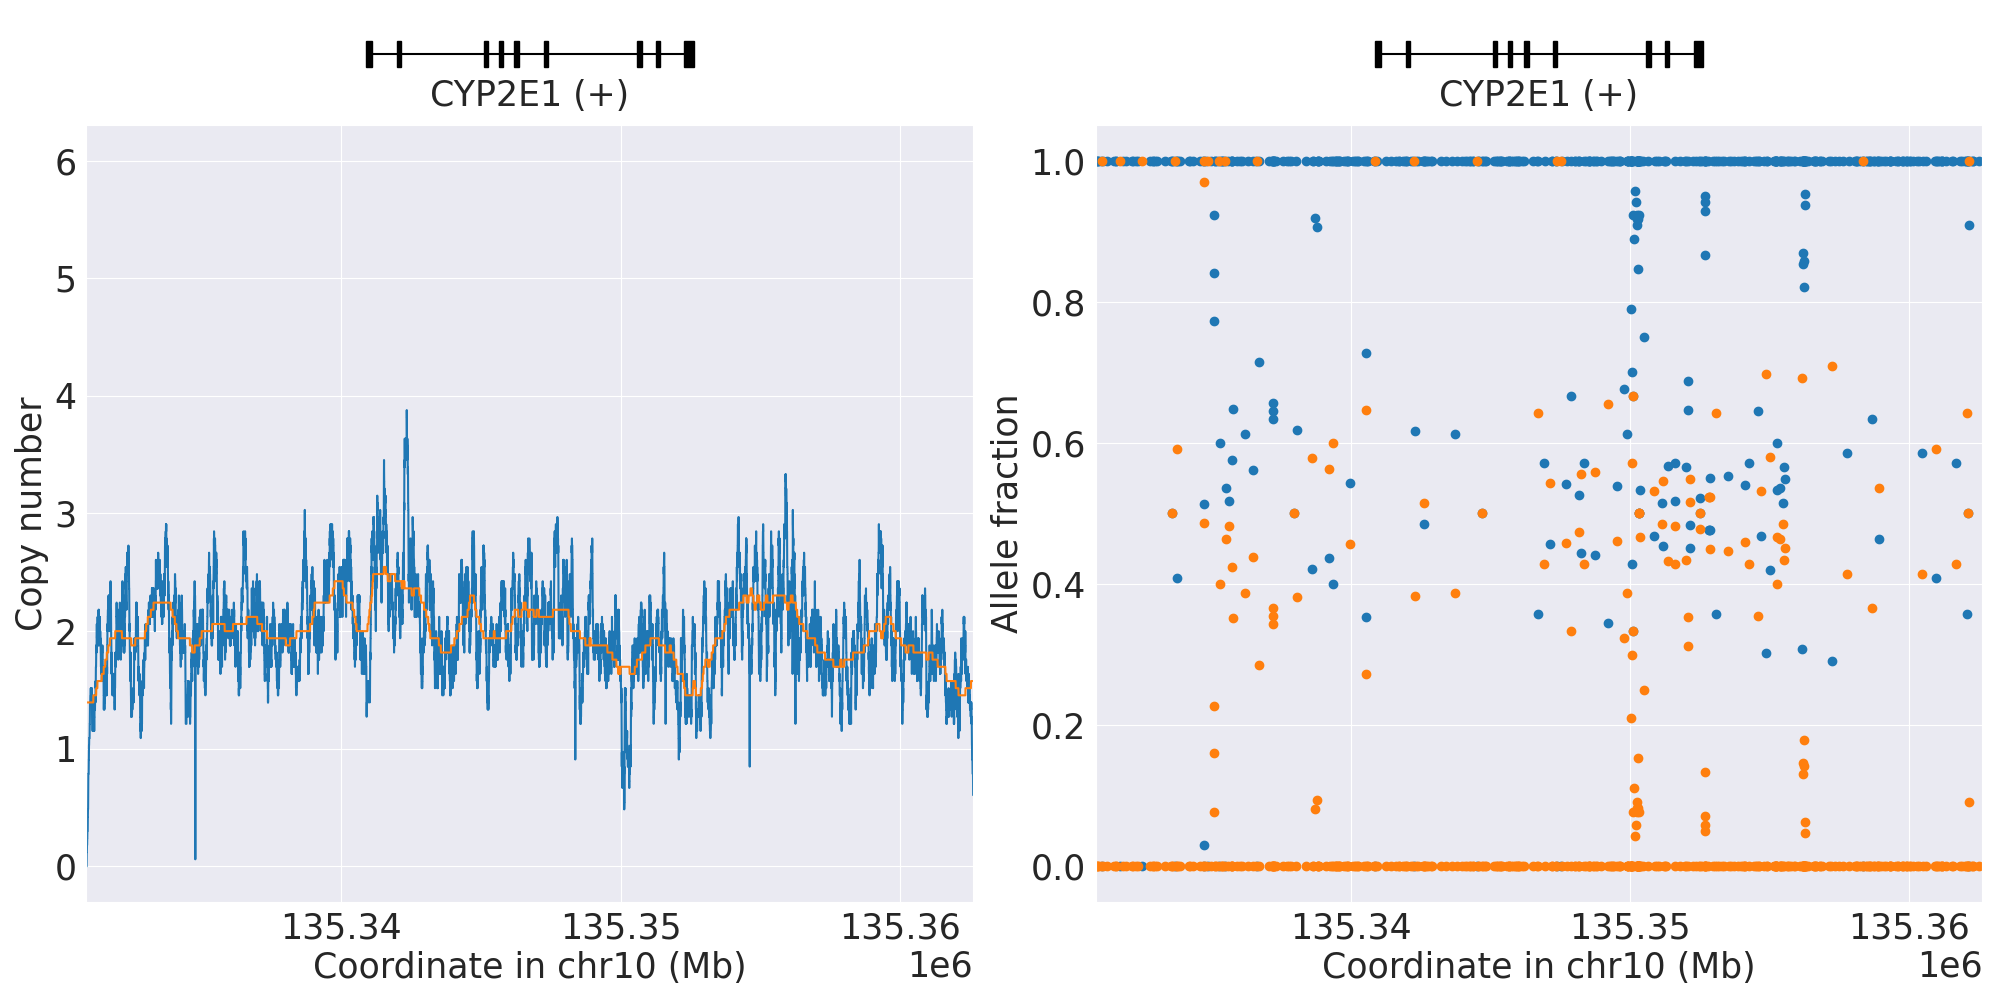 CYP2E1 (+)
6
5
4
3
2
1
0
Copy number
135.34 135.35 135.36
Coordinate in chr10 (Mb) 1e6
CYP2E1 (+)
1.0
0.8
0.6
0.4
0.2
0.0
Allele fraction
135.34 135.35 135.36
Coordinate in chr10 (Mb) 1e6